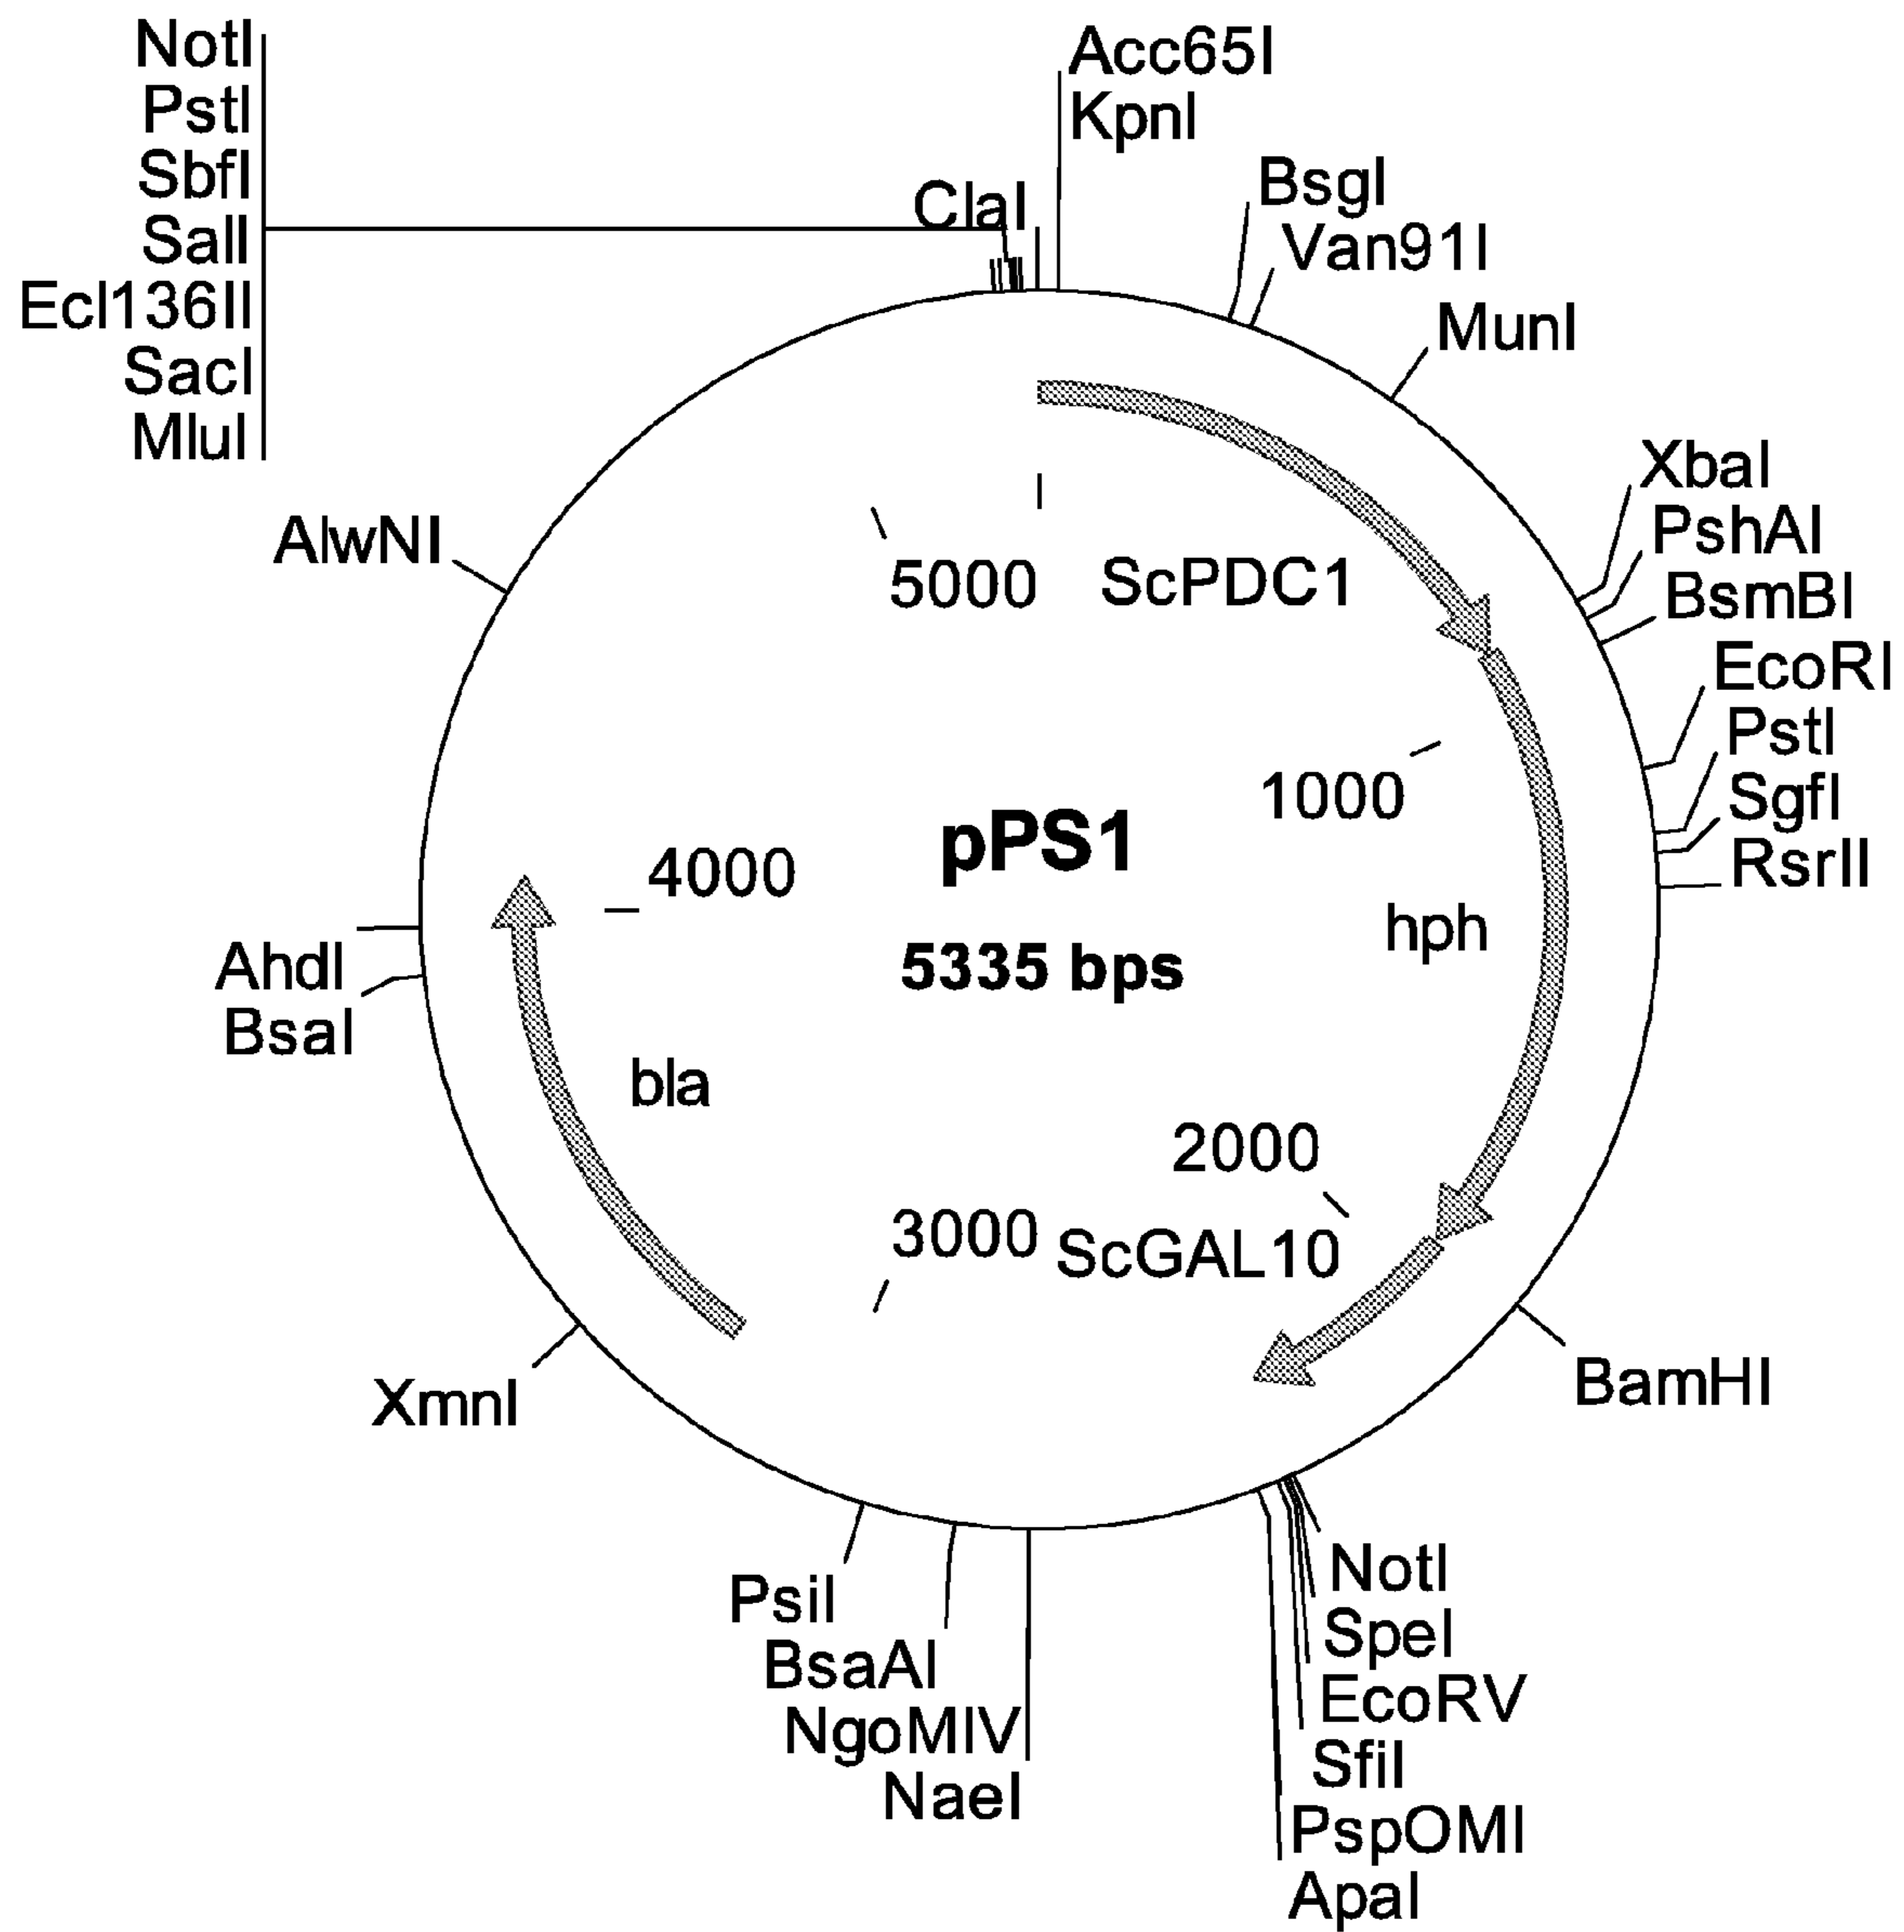 NotI
PstI
SbfI
SalI
Ecl136II
SacI
MluI
ClaI
Acc65I
KpnI
BsgI
Van91I
MunI
XbaI
PshAI
BsmBI
EcoRI
PstI
SgfI
RsrII
AlwNI
5000
ScPDC1
1000
pPS1
5335 bps
4000
hph
AhdI
BsaI
bla
2000
3000
ScGAL10
BamHI
XmnI
PsiI
BsaAI
NgoMIV
NaeI
NotI
SpeI
EcoRV
SfiI
PspOMI
ApaI